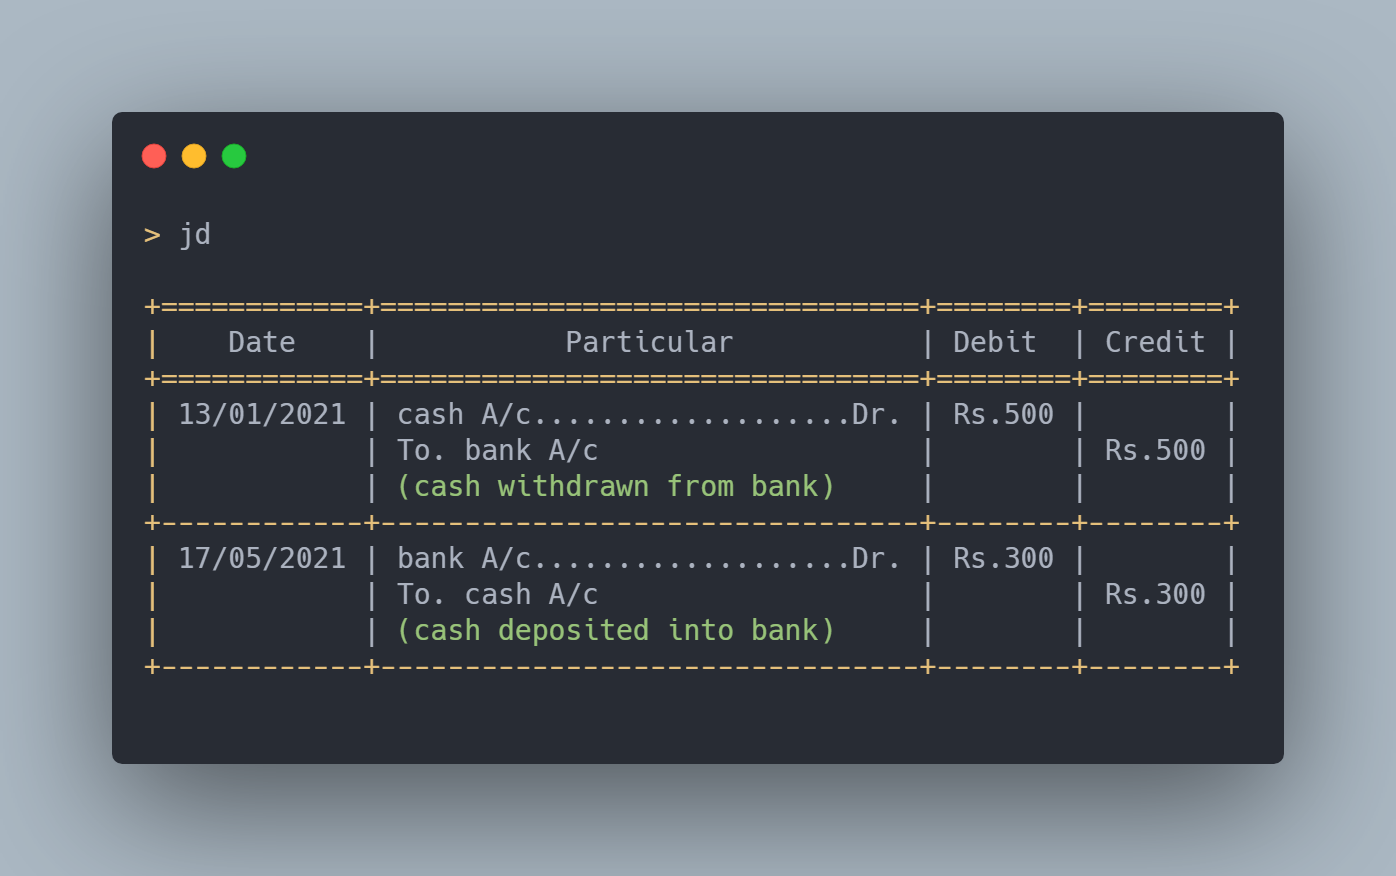 > jd
+============+================================+========+========+
|    Date    |           Particular           | Debit  | Credit |
+============+================================+========+========+
| 13/01/2021 | cash A/c...................Dr. | Rs.500 |        |
|            | To. bank A/c                   |        | Rs.500 |
|            | (cash withdrawn from bank)     |        |        |
+------------+--------------------------------+--------+--------+
| 17/05/2021 | bank A/c...................Dr. | Rs.300 |        |
|            | To. cash A/c                   |        | Rs.300 |
|            | (cash deposited into bank)     |        |        |
+------------+--------------------------------+--------+--------+